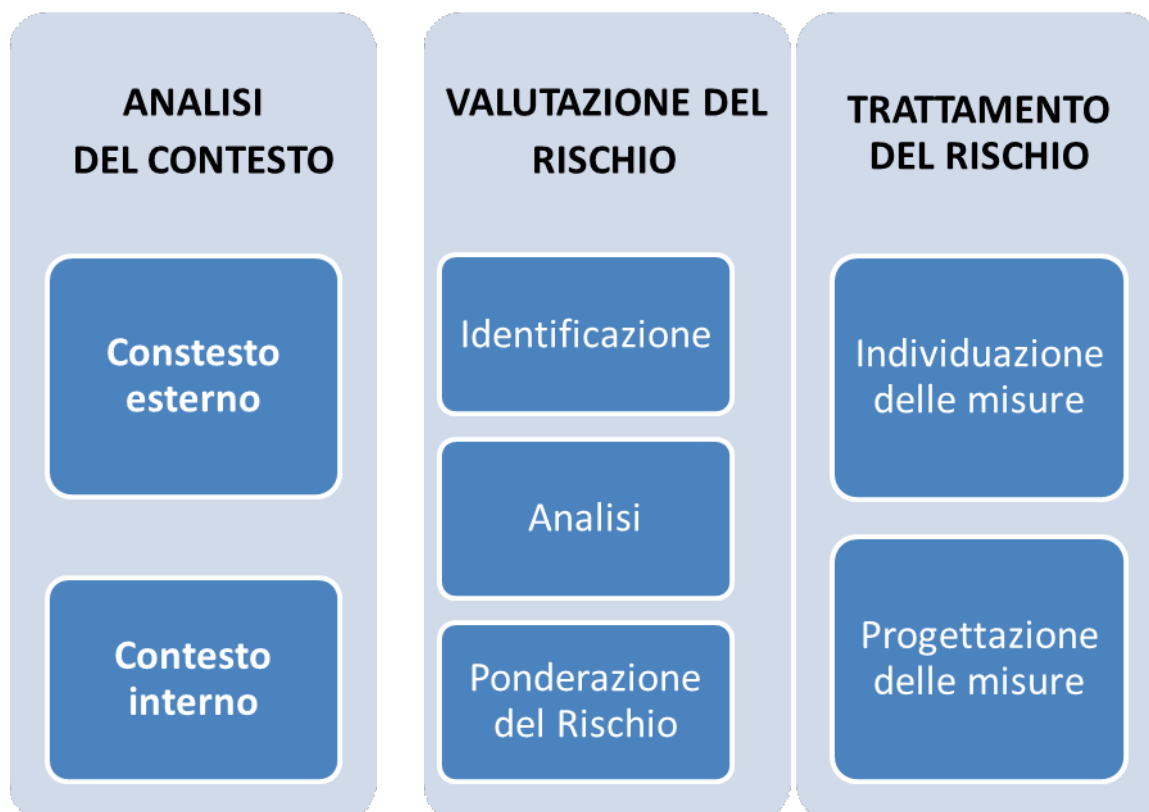 ANALISI
DEL CONTESTO
Constesto
esterno
Contesto
interno
VALUTAZIONE DEL
RISCHIO
Identificazione
Analisi
Ponderazione
del Rischio
TRATTAMENTO
DEL RISCHIO
Individuazione
delle misure
Progettazione
delle misure